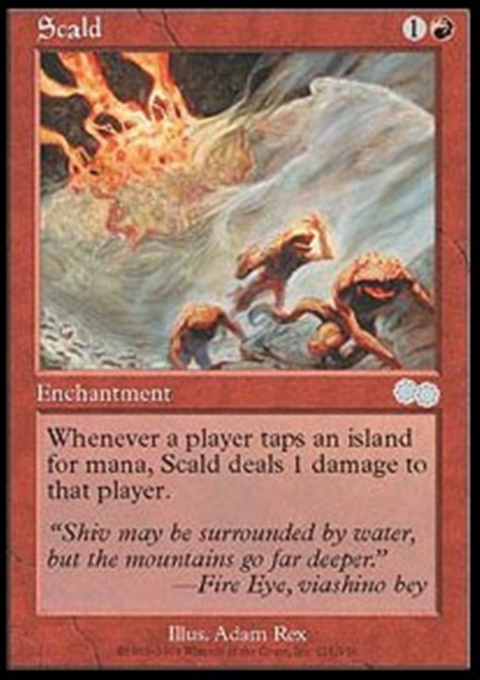 Scald 1
Enchantment
Whenever a player taps an island
for mana, Scald deals 1 damage to
that player.
“Shiv may be surrounded by water,
but the mountains go far deeper.”
—Fire Eye, viashino bey
Illus. Adam Rex